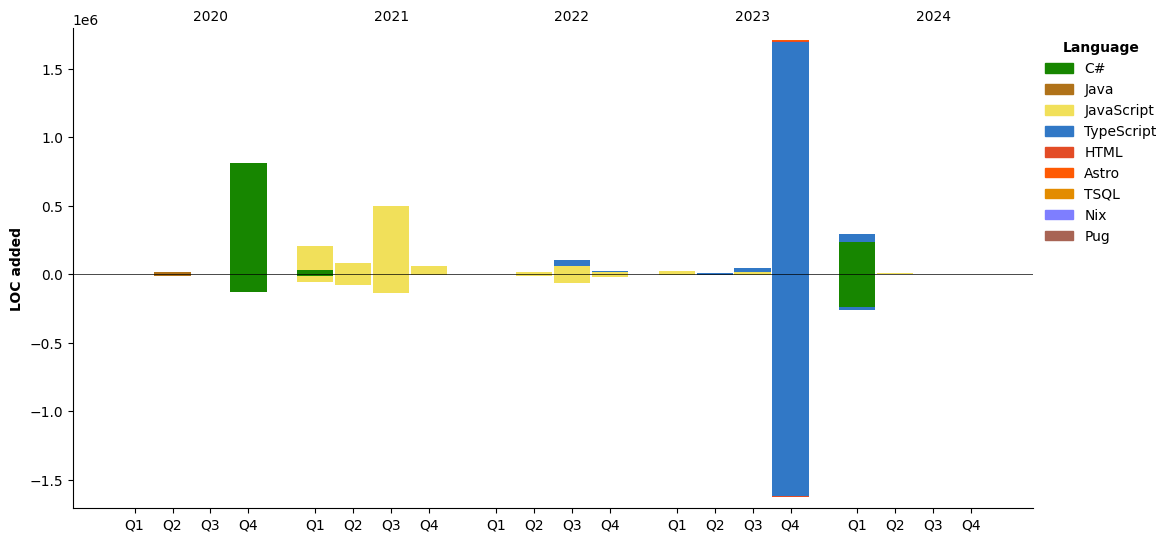 2020 2021 2022 2023 2024
1e6
Language
C#
Java
JavaScript
TypeScript
HTML
Astro
TSQL
Nix
Pug
LOC added
1.5
1.0
0.5
0.0
−0.5
−1.0
−1.5
Q1 Q2 Q3 Q4 Q1 Q2 Q3 Q4 Q1 Q2 Q3 Q4 Q1 Q2 Q3 Q4 Q1 Q2 Q3 Q4